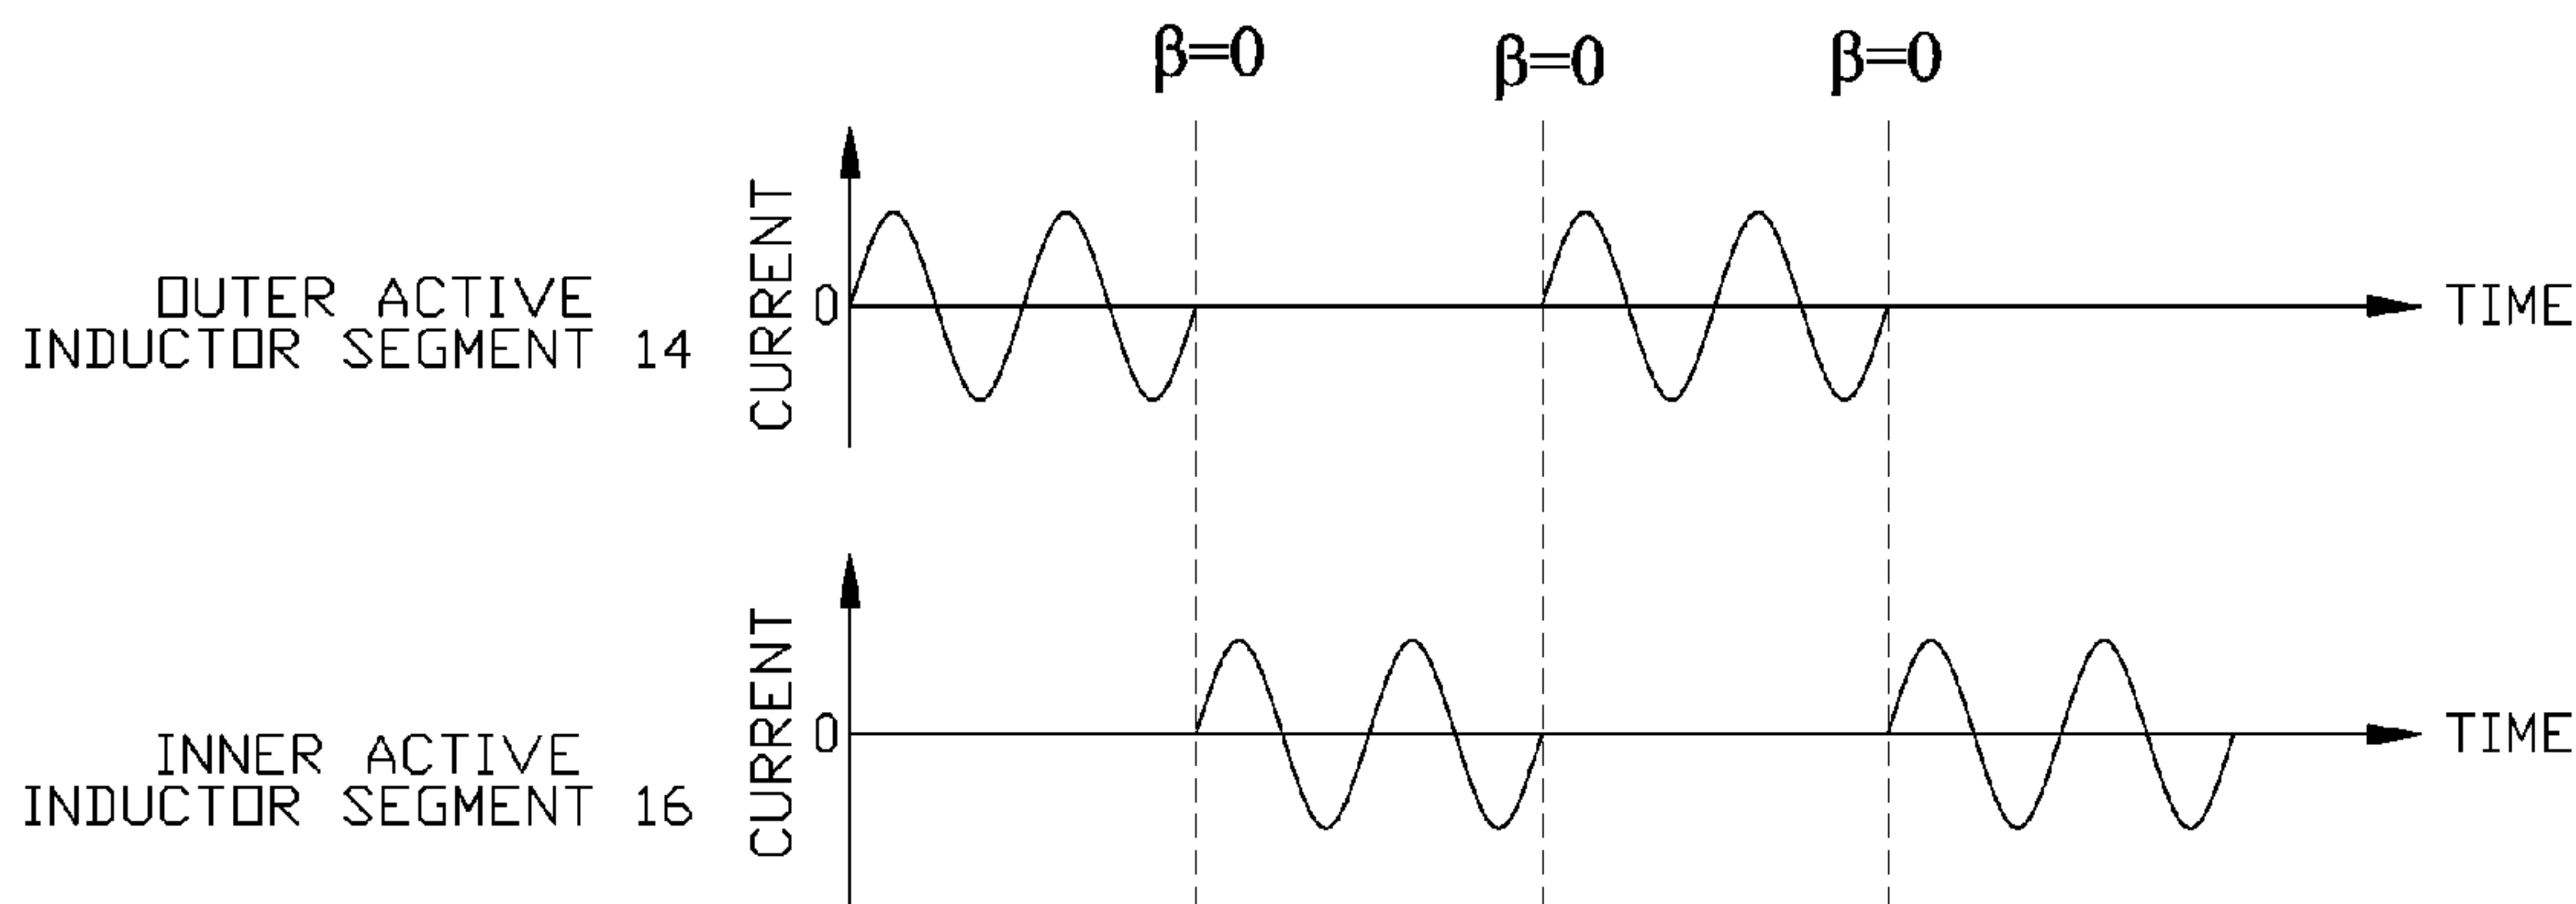 β=0 β=0 β=0
CURRENT
OUTER ACTIVE
INDUCTOR SEGMENT 14
0
TIME
CURRENT
INNER ACTIVE
INDUCTOR SEGMENT 16
0
TIME